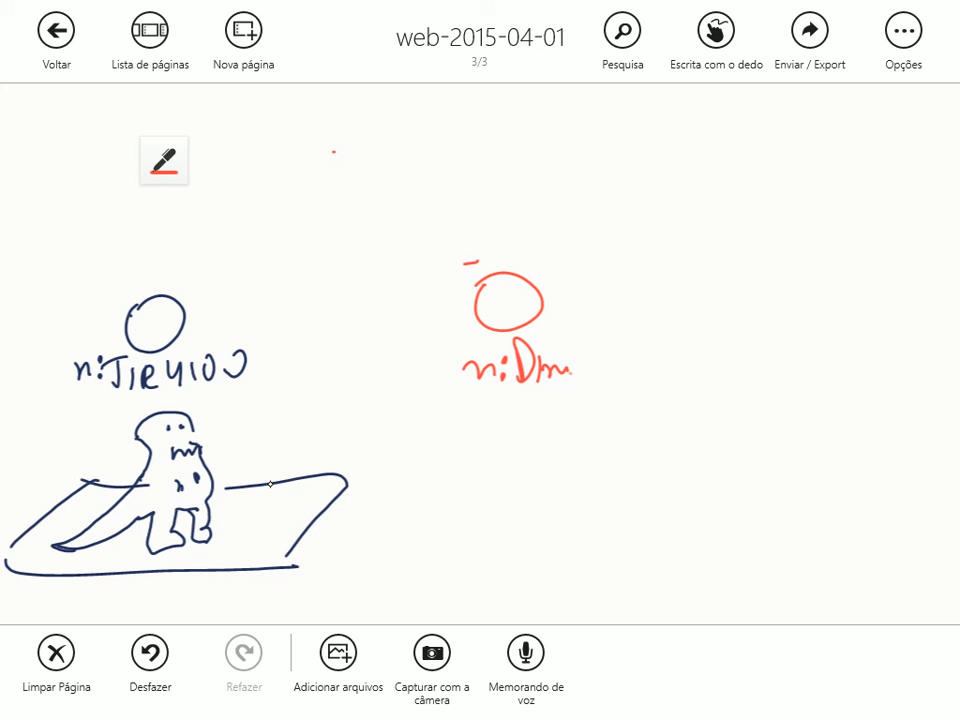 Voltar
Lista de páginas
Nova página
web-2015-04-01
3/3
Pesquisa
Escrita com o dedo
Enviar / Export
Opções
Limpar Página
Desfazer
Refazer
Adicionar arquivos
Capturar com a
câmera
Memorando de
voz